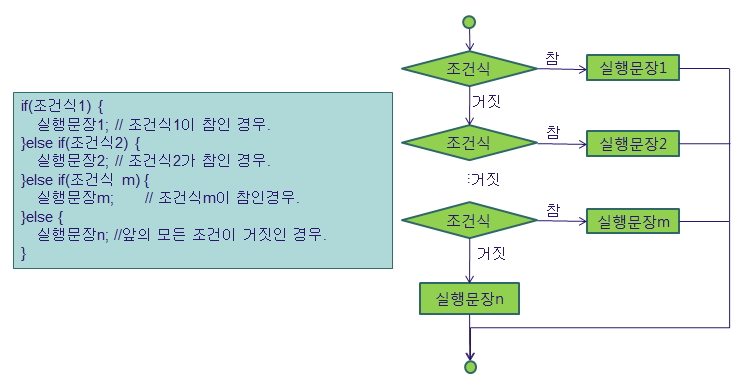 if(조건식1) {
실행문장1; // 조건식1이 참인 경우.
}else if(조건식2) {
실행문장2; // 조건식2가 참인 경우.
}else if(조건식 m) {
실행문장m; // 조건식m이 참인경우.
}else {
실행문장n; //앞의 모든 조건이 거짓인 경우.
}
조건식
참
실행문장1
거짓
조건식
참
실행문장2
:거짓
조건식
참
실행문장m
거짓
실행문장n